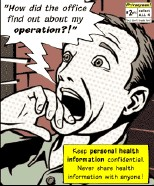 "How did the office
find out about my
operation?!"
Keep personal health
information confidential.
Never share health
information with anyone!